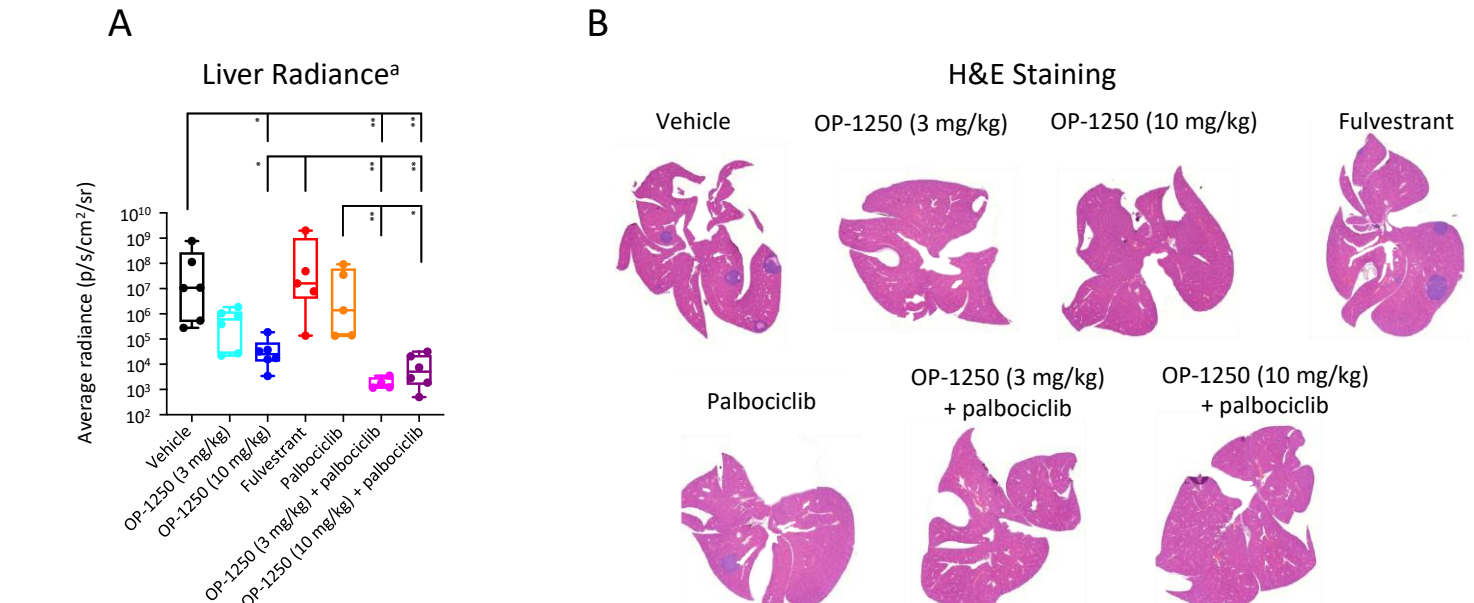 A
B
Liver Radianceᵃ
H&E Staining
* ** **
* ** **
** *
Average radiance (p/s/cm²/sr)
10¹⁰
10⁹
10⁸
10⁷
10⁶
10⁵
10⁴
10³
10²
Vehicle
OP-1250 (3 mg/kg)
OP-1250 (10 mg/kg)
Fulvestrant
Palbociclib
OP-1250 (3 mg/kg) + palbociclib
OP-1250 (10 mg/kg) + palbociclib
Vehicle
OP-1250 (3 mg/kg)
OP-1250 (10 mg/kg)
Fulvestrant
Palbociclib
OP-1250 (3 mg/kg)
+ palbociclib
OP-1250 (10 mg/kg)
+ palbociclib